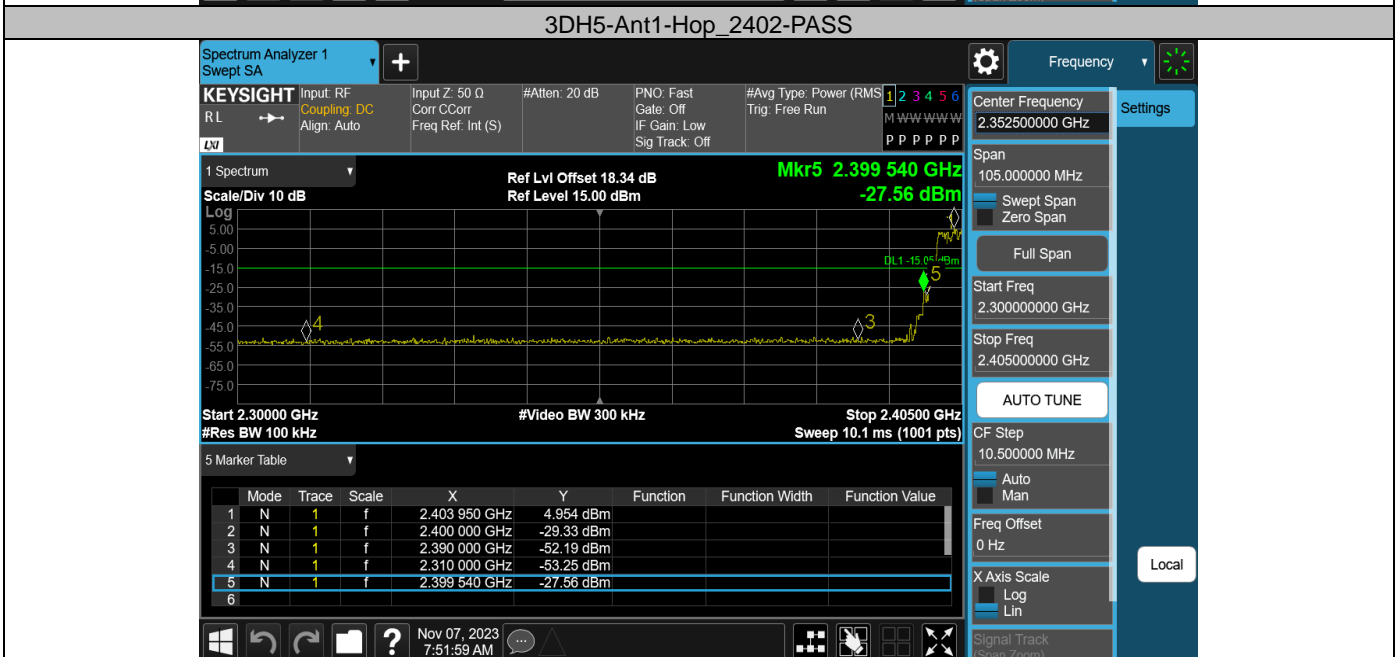 3DH5-Ant1-Hop_2402-PASS
Spectrum Analyzer 1
Swept SA
Frequency
KEYSIGHT
RL
LXI
Input: RF
Coupling: DC
Align: Auto
Input Z: 50 Ω
Corr CCorr
Freq Ref: Int (S)
#Atten: 20 dB
PNO: Fast
Gate: Off
IF Gain: Low
Sig Track: Off
#Avg Type: Power (RMS
Trig: Free Run
1 2 3 4 5 6
M W W W W W
P P P P P P
1 Spectrum
Scale/Div 10 dB
Ref Lvl Offset 18.34 dB
Ref Level 15.00 dBm
Mkr5 2.399 540 GHz
-27.56 dBm
Log
5.00
-5.00
-15.0
-25.0
-35.0
-45.0
-55.0
-65.0
-75.0
DL1 -15.05 dBm
5
4
3
Start 2.30000 GHz
#Video BW 300 kHz
Stop 2.40500 GHz
#Res BW 100 kHz
Sweep 10.1 ms (1001 pts)
5 Marker Table
Mode Trace Scale X Y Function Function Width Function Value
1 N 1 f 2.403 950 GHz 4.954 dBm
2 N 1 f 2.400 000 GHz -29.33 dBm
3 N 1 f 2.390 000 GHz -52.19 dBm
4 N 1 f 2.310 000 GHz -53.25 dBm
5 N 1 f 2.399 540 GHz -27.56 dBm
6
Nov 07, 2023
7:51:59 AM
Center Frequency
2.352500000 GHz
Settings
Span
105.000000 MHz
Swept Span
Zero Span
Full Span
Start Freq
2.300000000 GHz
Stop Freq
2.405000000 GHz
AUTO TUNE
CF Step
10.500000 MHz
Auto
Man
Freq Offset
0 Hz
X Axis Scale
Log
Lin
Local
Signal Track
(Span Zoom)